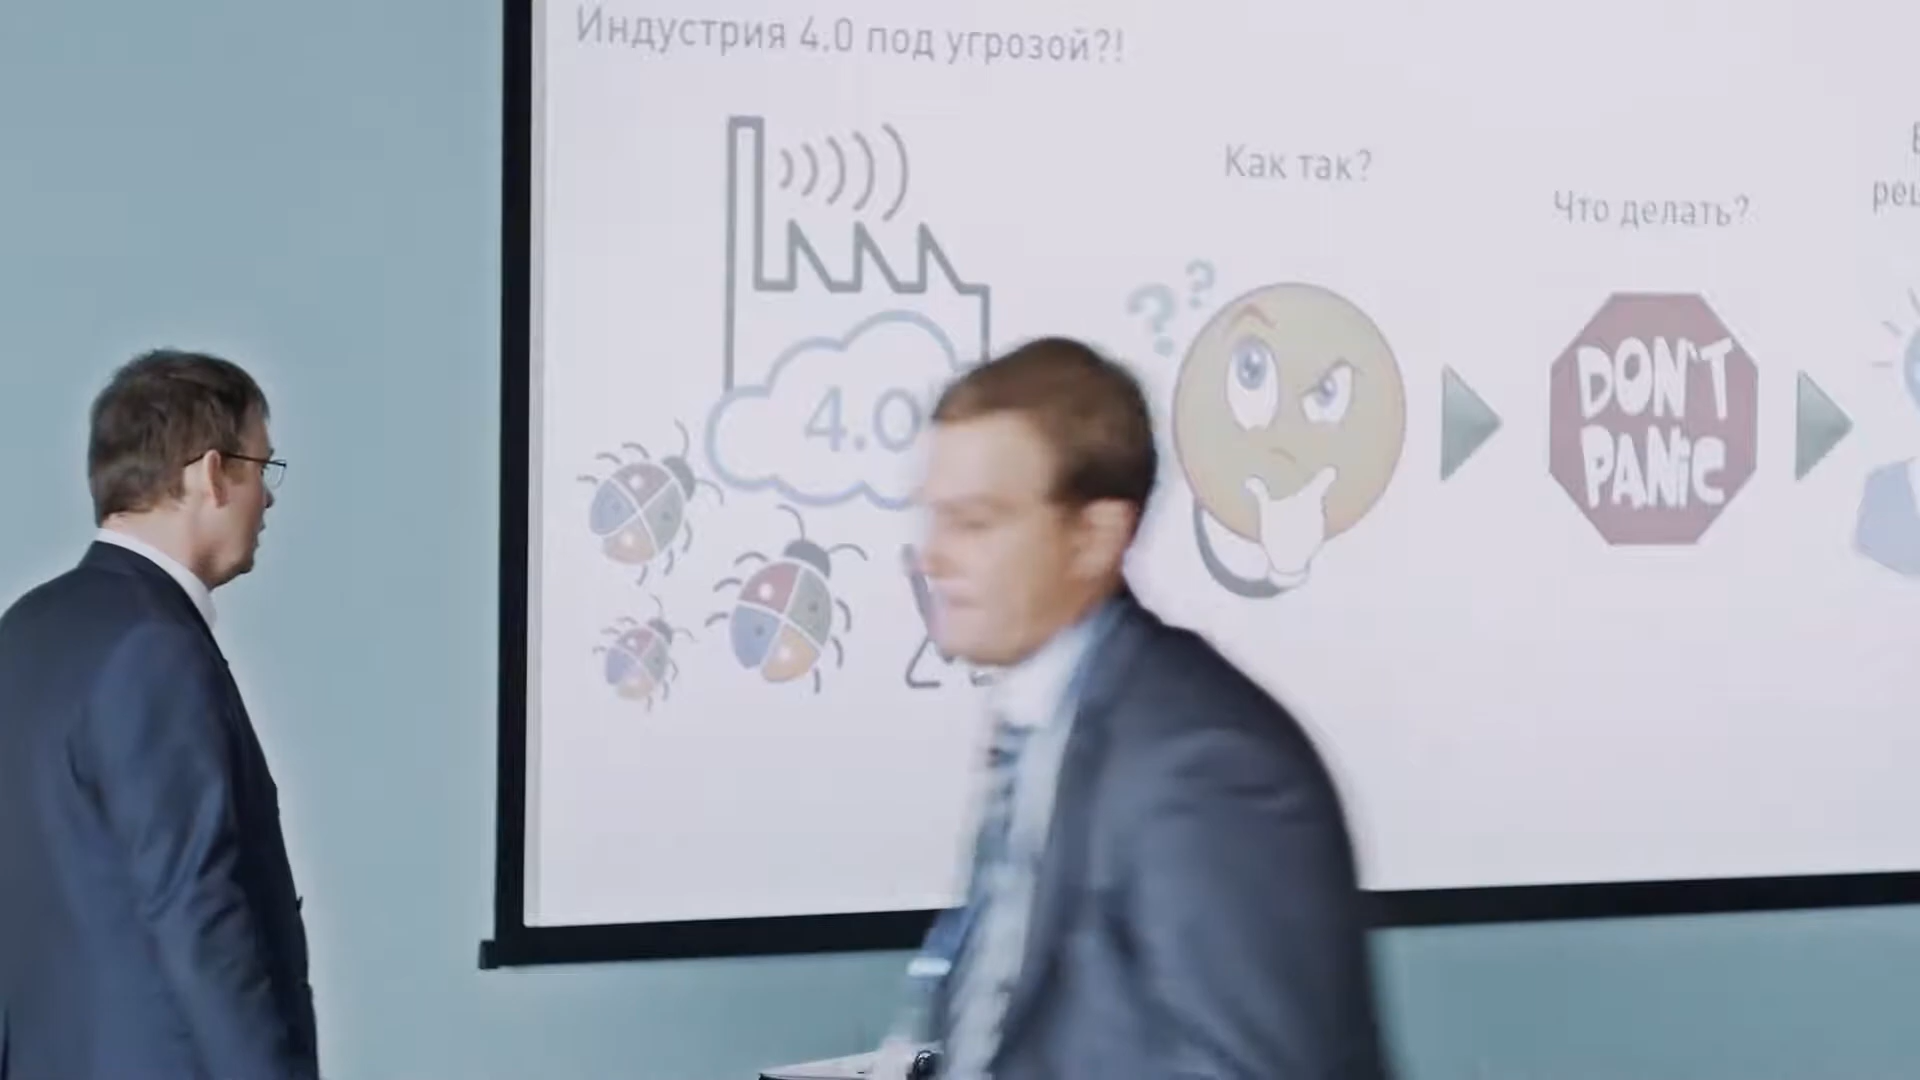 Индустрия 4.0 под угрозой?!
Как так?
Что делать?
4.0
? ?
DON'T
PANIC